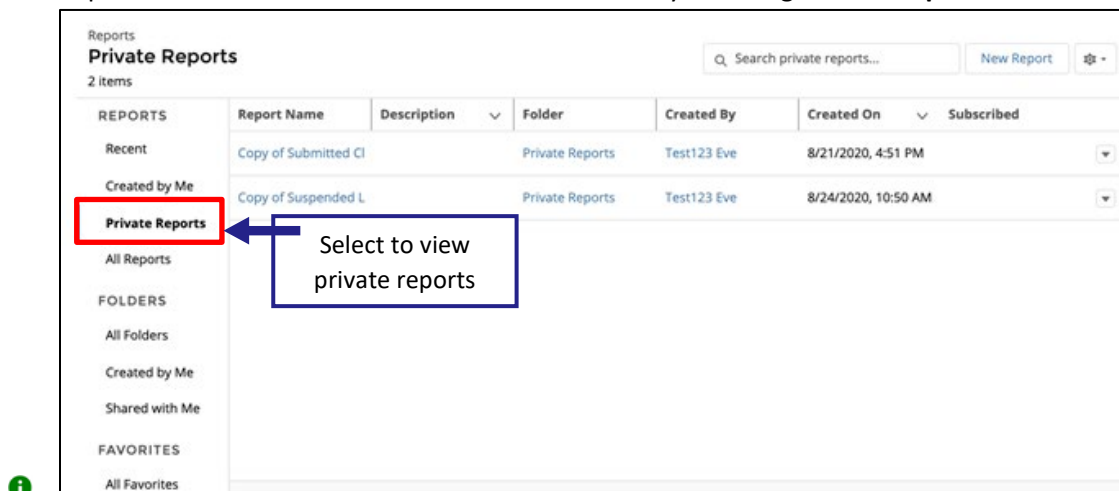 Reports
Private Reports
2 items
Search private reports...
New Report
REPORTS
Report Name Description Folder Created By Created On Subscribed
Recent
Copy of Submitted Cl Private Reports Test123 Eve 8/21/2020, 4:51 PM
Created by Me
Copy of Suspended L Private Reports Test123 Eve 8/24/2020, 10:50 AM
Private Reports
Select to view
private reports
All Reports
FOLDERS
All Folders
Created by Me
Shared with Me
FAVORITES
All Favorites